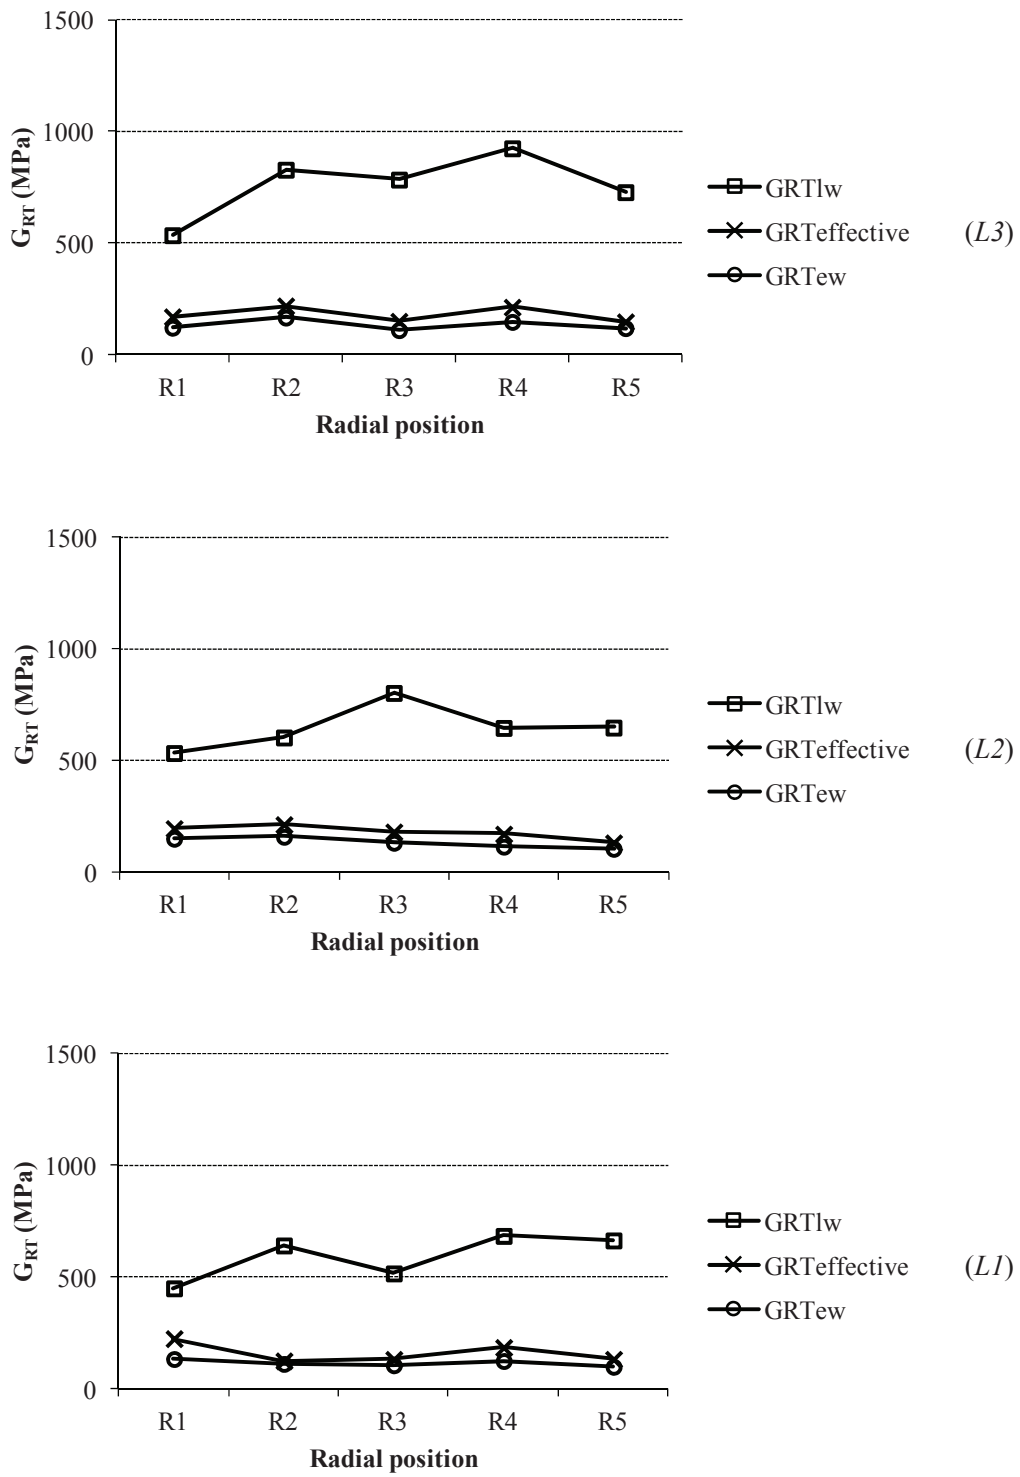 1500
1000
500
0
G_RT (MPa)
R1 R2 R3 R4 R5
Radial position
GRTlw
GRTeffective
GRTew
(L3)
1500
1000
500
0
G_RT (MPa)
R1 R2 R3 R4 R5
Radial position
GRTlw
GRTeffective
GRTew
(L2)
1500
1000
500
0
G_RT (MPa)
R1 R2 R3 R4 R5
Radial position
GRTlw
GRTeffective
GRTew
(L1)